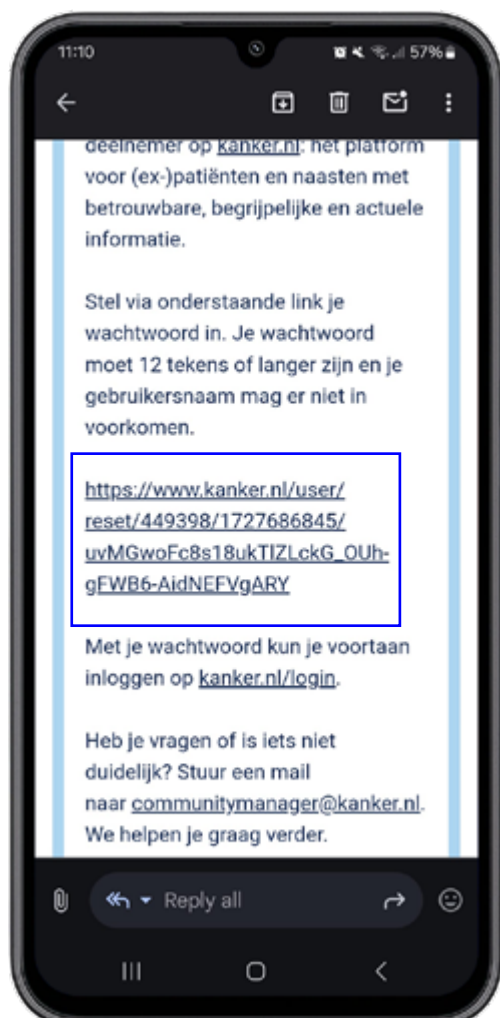 11:10
57%
deelnemer op kanker.nl: het platform
voor (ex-)patiënten en naasten met
betrouwbare, begrijpelijke en actuele
informatie.
Stel via onderstaande link je
wachtwoord in. Je wachtwoord
moet 12 tekens of langer zijn en je
gebruikersnaam mag er niet in
voorkomen.
https://www.kanker.nl/user/
reset/449398/1727686845/
uvMGwoFc8s18ukTlZLckG_OUh-
gFWB6-AidNEFVgARY
Met je wachtwoord kun je voortaan
inloggen op kanker.nl/login.
Heb je vragen of is iets niet
duidelijk? Stuur een mail
naar communitymanager@kanker.nl.
We helpen je graag verder.
Reply all